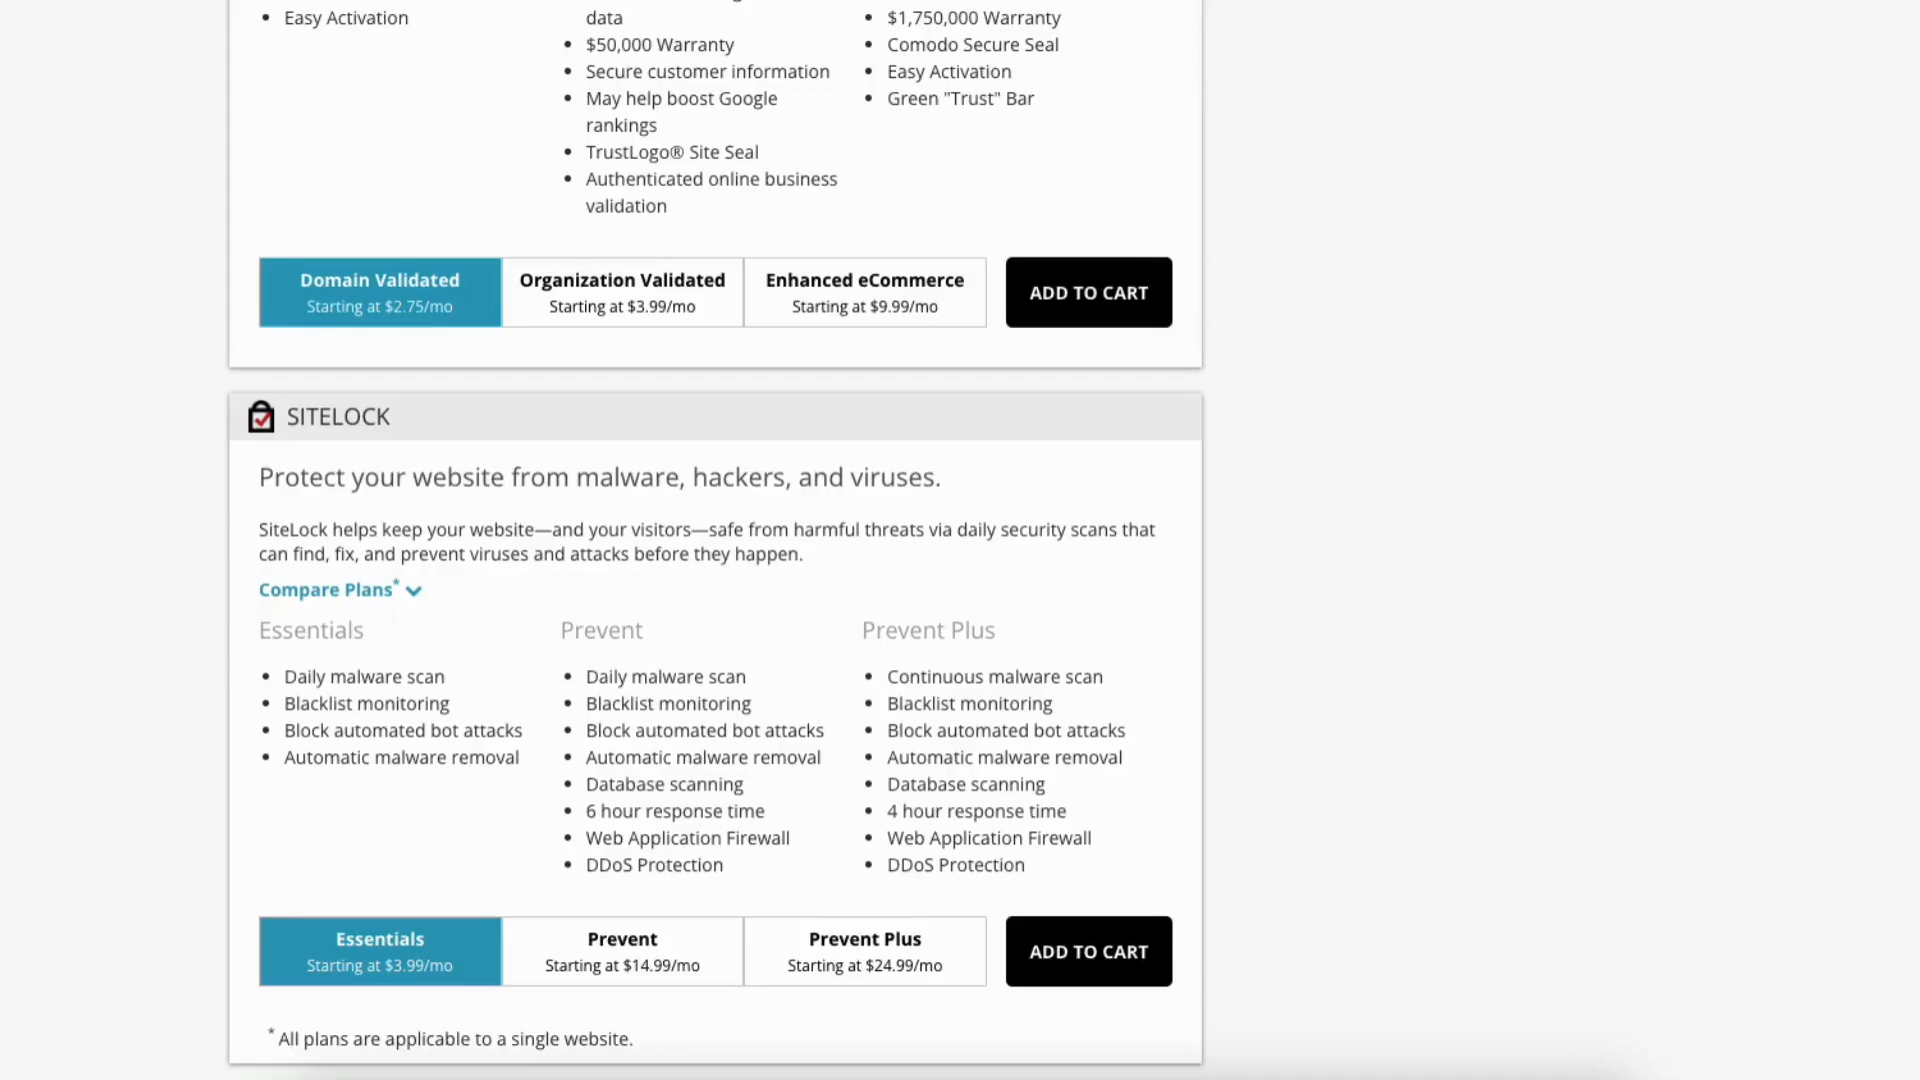 Easy Activation
data
$50,000 Warranty
Secure customer information
May help boost Google
rankings
TrustLogo® Site Seal
Authenticated online business
validation
$1,750,000 Warranty
Comodo Secure Seal
Easy Activation
Green "Trust" Bar
Domain Validated
Starting at $2.75/mo
Organization Validated
Starting at $3.99/mo
Enhanced eCommerce
Starting at $9.99/mo
ADD TO CART
SITELOCK
Protect your website from malware, hackers, and viruses.
SiteLock helps keep your website—and your visitors—safe from harmful threats via daily security scans that
can find, fix, and prevent viruses and attacks before they happen.
Compare Plans*
Essentials
Daily malware scan
Blacklist monitoring
Block automated bot attacks
Automatic malware removal
Prevent
Daily malware scan
Blacklist monitoring
Block automated bot attacks
Automatic malware removal
Database scanning
6 hour response time
Web Application Firewall
DDoS Protection
Prevent Plus
Continuous malware scan
Blacklist monitoring
Block automated bot attacks
Automatic malware removal
Database scanning
4 hour response time
Web Application Firewall
DDoS Protection
Essentials
Starting at $3.99/mo
Prevent
Starting at $14.99/mo
Prevent Plus
Starting at $24.99/mo
ADD TO CART
* All plans are applicable to a single website.